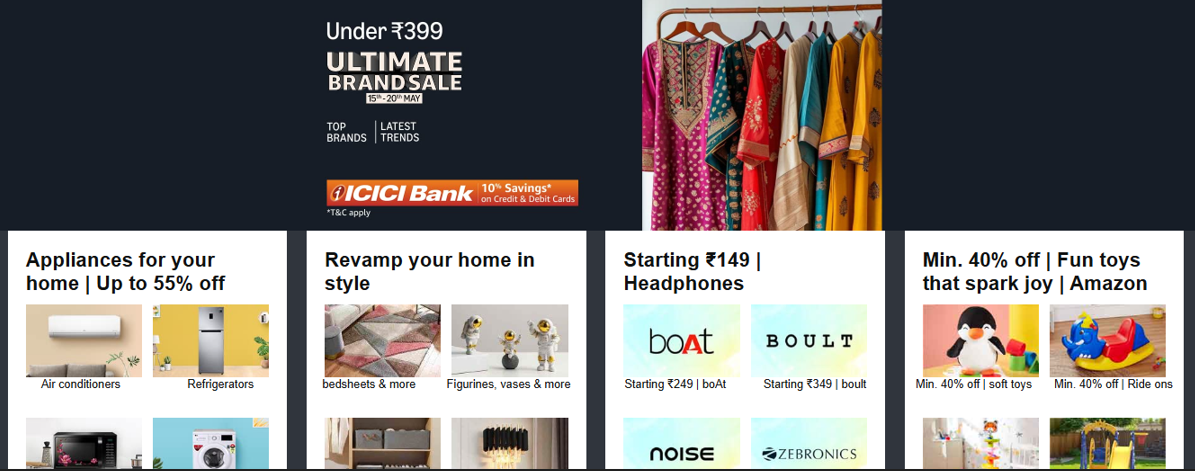 Under ₹399
ULTIMATE
BRAND SALE
15th-20th MAY
TOP
BRANDS
LATEST
TRENDS
ICICI Bank
10% Savings*
on Credit & Debit Cards
*T&C apply
Appliances for your
home | Up to 55% off
Air conditioners
Refrigerators
Revamp your home in
style
bedsheets & more
Figurines, vases & more
Starting ₹149 |
Headphones
boAt
BOULT
Starting ₹249 | boAt
Starting ₹349 | boult
noise
ZEBRONICS
Min. 40% off | Fun toys
that spark joy | Amazon
Min. 40% off | soft toys
Min. 40% off | Ride ons